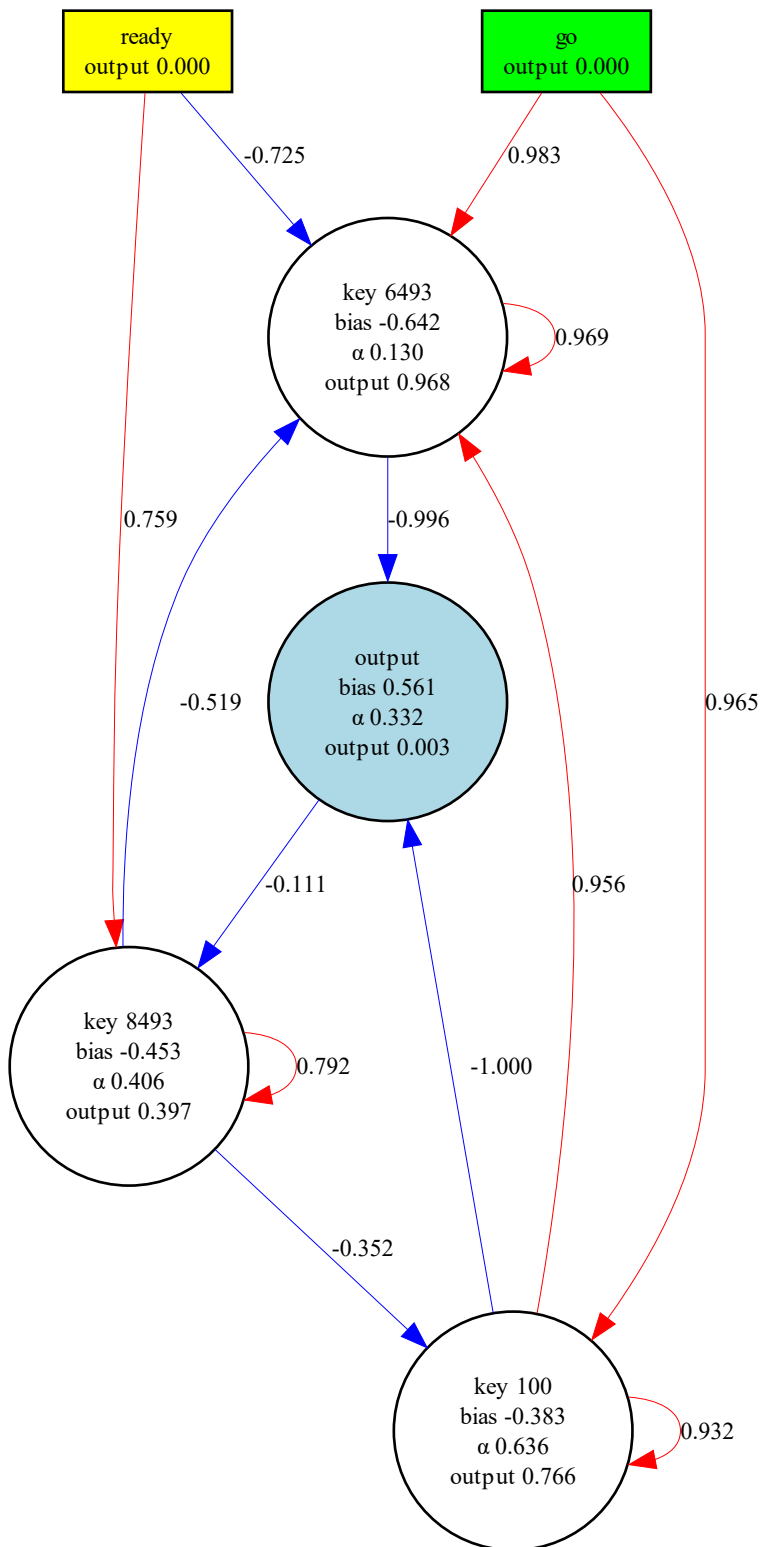 ready
output 0.000
go
output 0.000
-0.725
0.983
key 6493
bias -0.642
α 0.130
output 0.968
0.969
0.759
-0.996
output
bias 0.561
α 0.332
output 0.003
-0.519
0.965
-0.111
0.956
key 8493
bias -0.453
α 0.406
output 0.397
0.792
-1.000
-0.352
key 100
bias -0.383
α 0.636
output 0.766
0.932